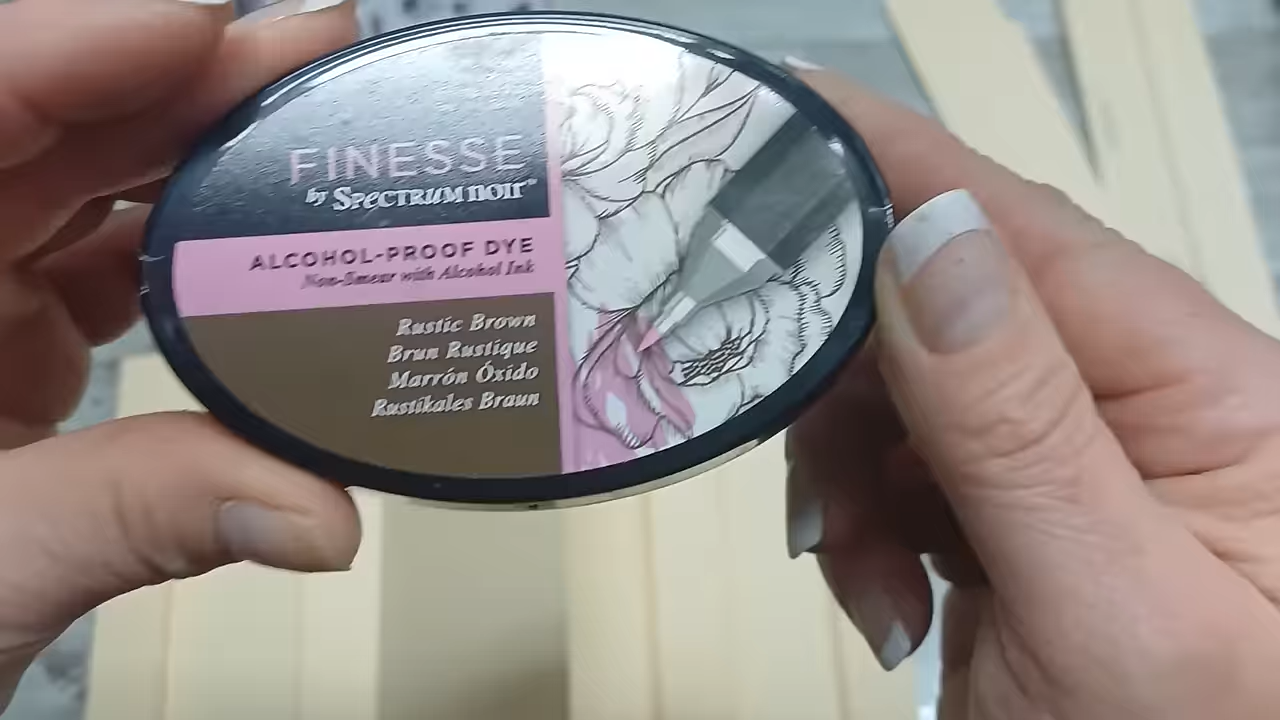 FINESSE
by SPECTRUM NOIR™
ALCOHOL-PROOF DYE
Non-Smear with Alcohol Ink
Rustic Brown
Brun Rustique
Marrón Óxido
Rustikales Braun